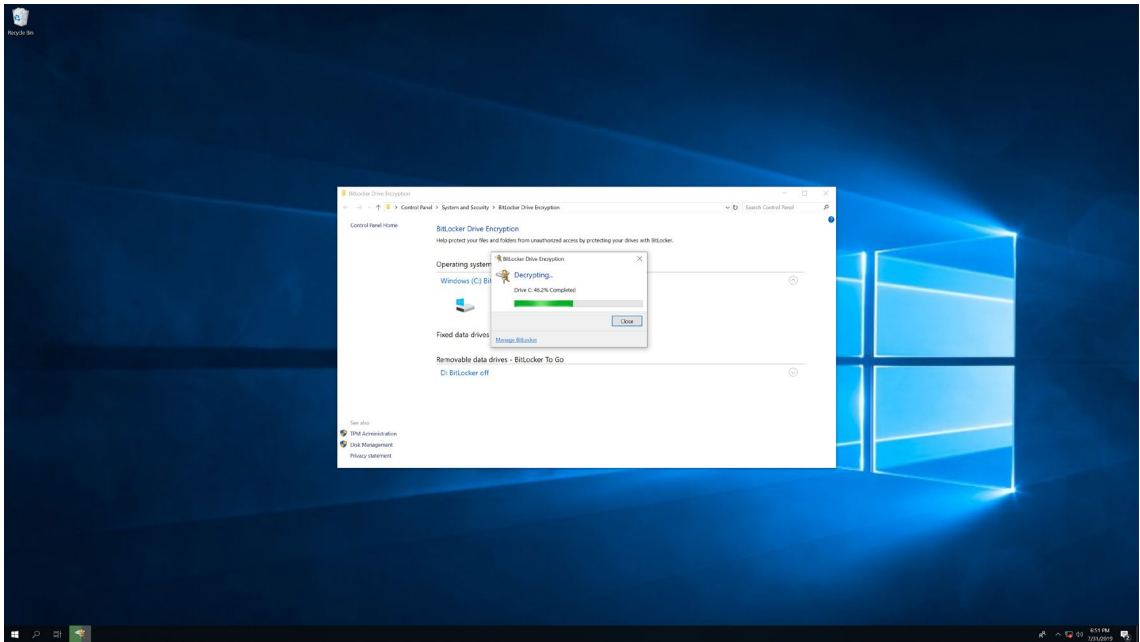 Recycle Bin
BitLocker Drive Encryption
Control Panel > System and Security > BitLocker Drive Encryption
Search Control Panel
Control Panel Home
BitLocker Drive Encryption
Help protect your files and folders from unauthorized access by protecting your drives with BitLocker.
Operating system
Windows (C:) Bi
Fixed data drives
Removable data drives - BitLocker To Go
D: BitLocker off
See also
TPM Administration
Disk Management
Privacy statement
BitLocker Drive Encryption
Decrypting...
Drive C: 46.2% Completed
Close
Manage BitLocker
6:51 PM
7/31/2019
2